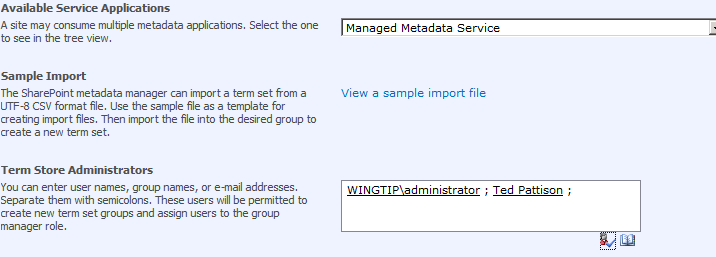 Available Service Applications
A site may consume multiple metadata applications. Select the one
to see in the tree view.
Managed Metadata Service
Sample Import
The SharePoint metadata manager can import a term set from a
UTF-8 CSV format file. Use the sample file as a template for
creating import files. Then import the file into the desired group to
create a new term set.
View a sample import file
Term Store Administrators
You can enter user names, group names, or e-mail addresses.
Separate them with semicolons. These users will be permitted to
create new term set groups and assign users to the group
manager role.
WINGTIP\administrator ; Ted Pattison ;